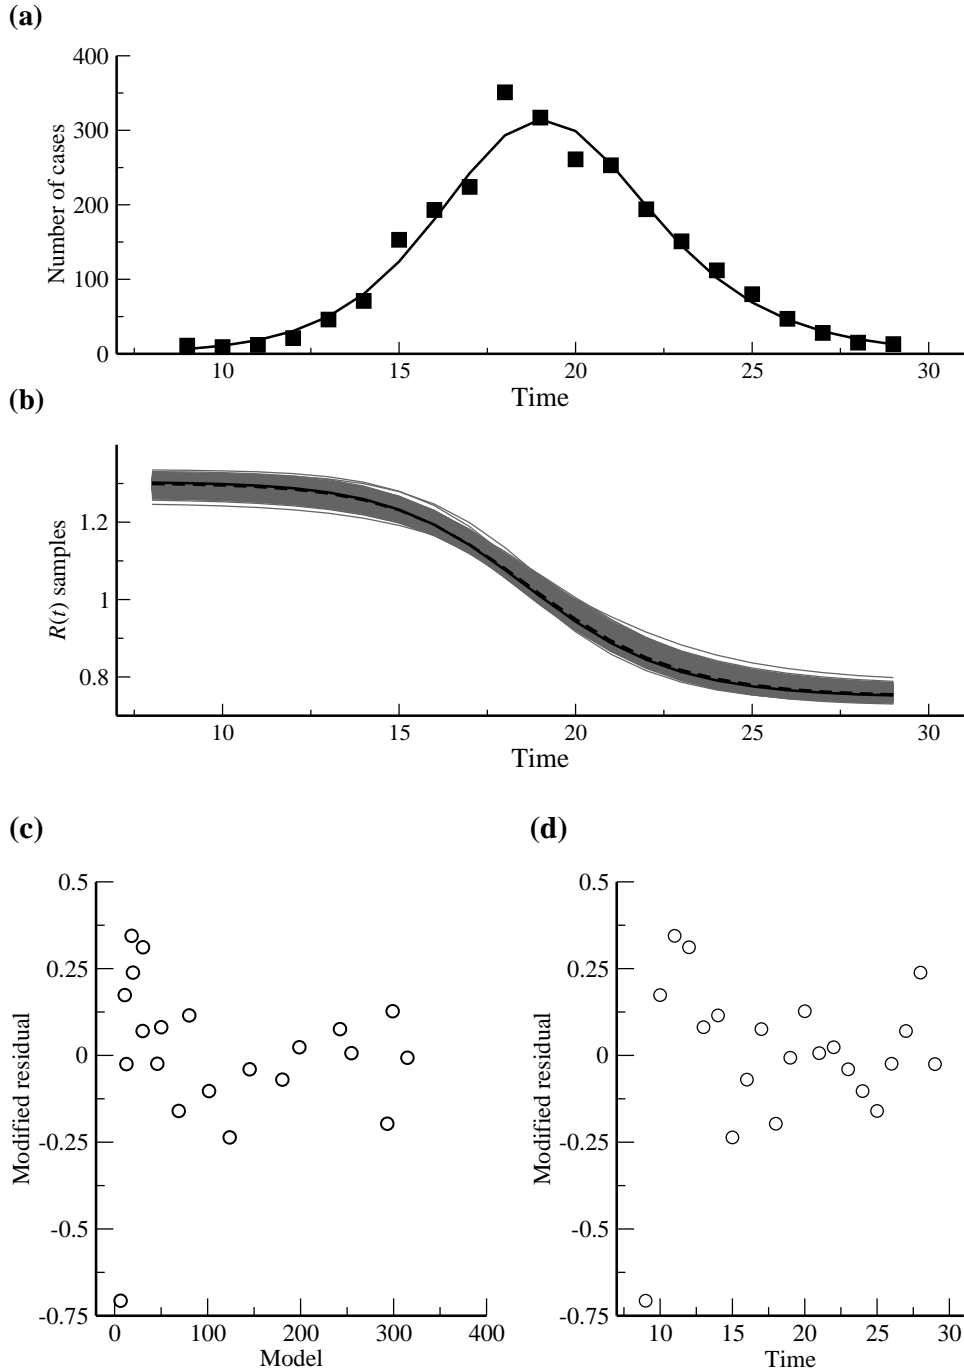 (a)
400
300
200
100
0
Number of cases
10 15 20 25 30
Time
(b)
1.2
1
0.8
R(t) samples
10 15 20 25 30
Time
(c)
0.5
0.25
0
-0.25
-0.5
-0.75
Modified residual
0 100 200 300 400
Model
(d)
0.5
0.25
0
-0.25
-0.5
-0.75
Modified residual
10 15 20 25 30
Time